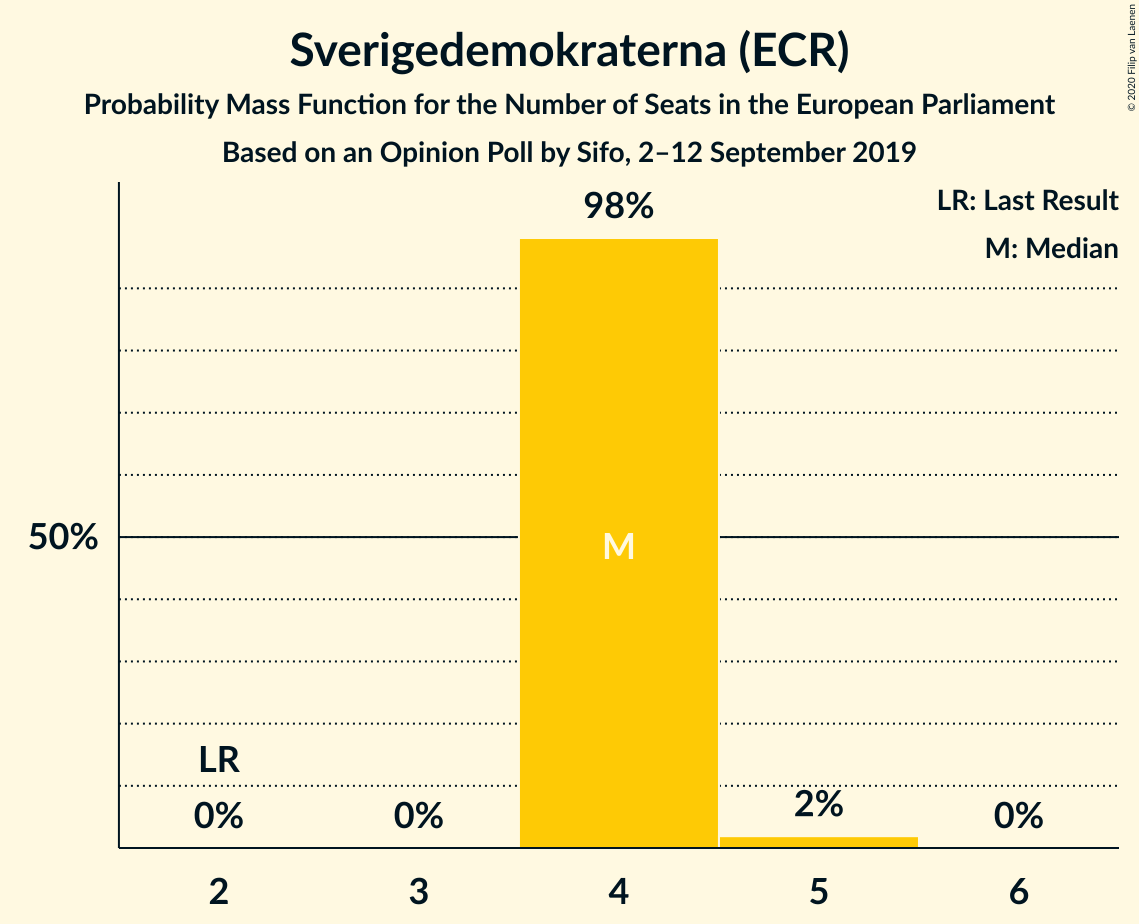 Sverigedemokraterna (ECR)
Probability Mass Function for the Number of Seats in the European Parliament
Based on an Opinion Poll by Sifo, 2–12 September 2019
© 2020 Filip van Laenen
LR: Last Result
M: Median
98%
50%
M
LR
0%
0%
2%
0%
2
3
4
5
6